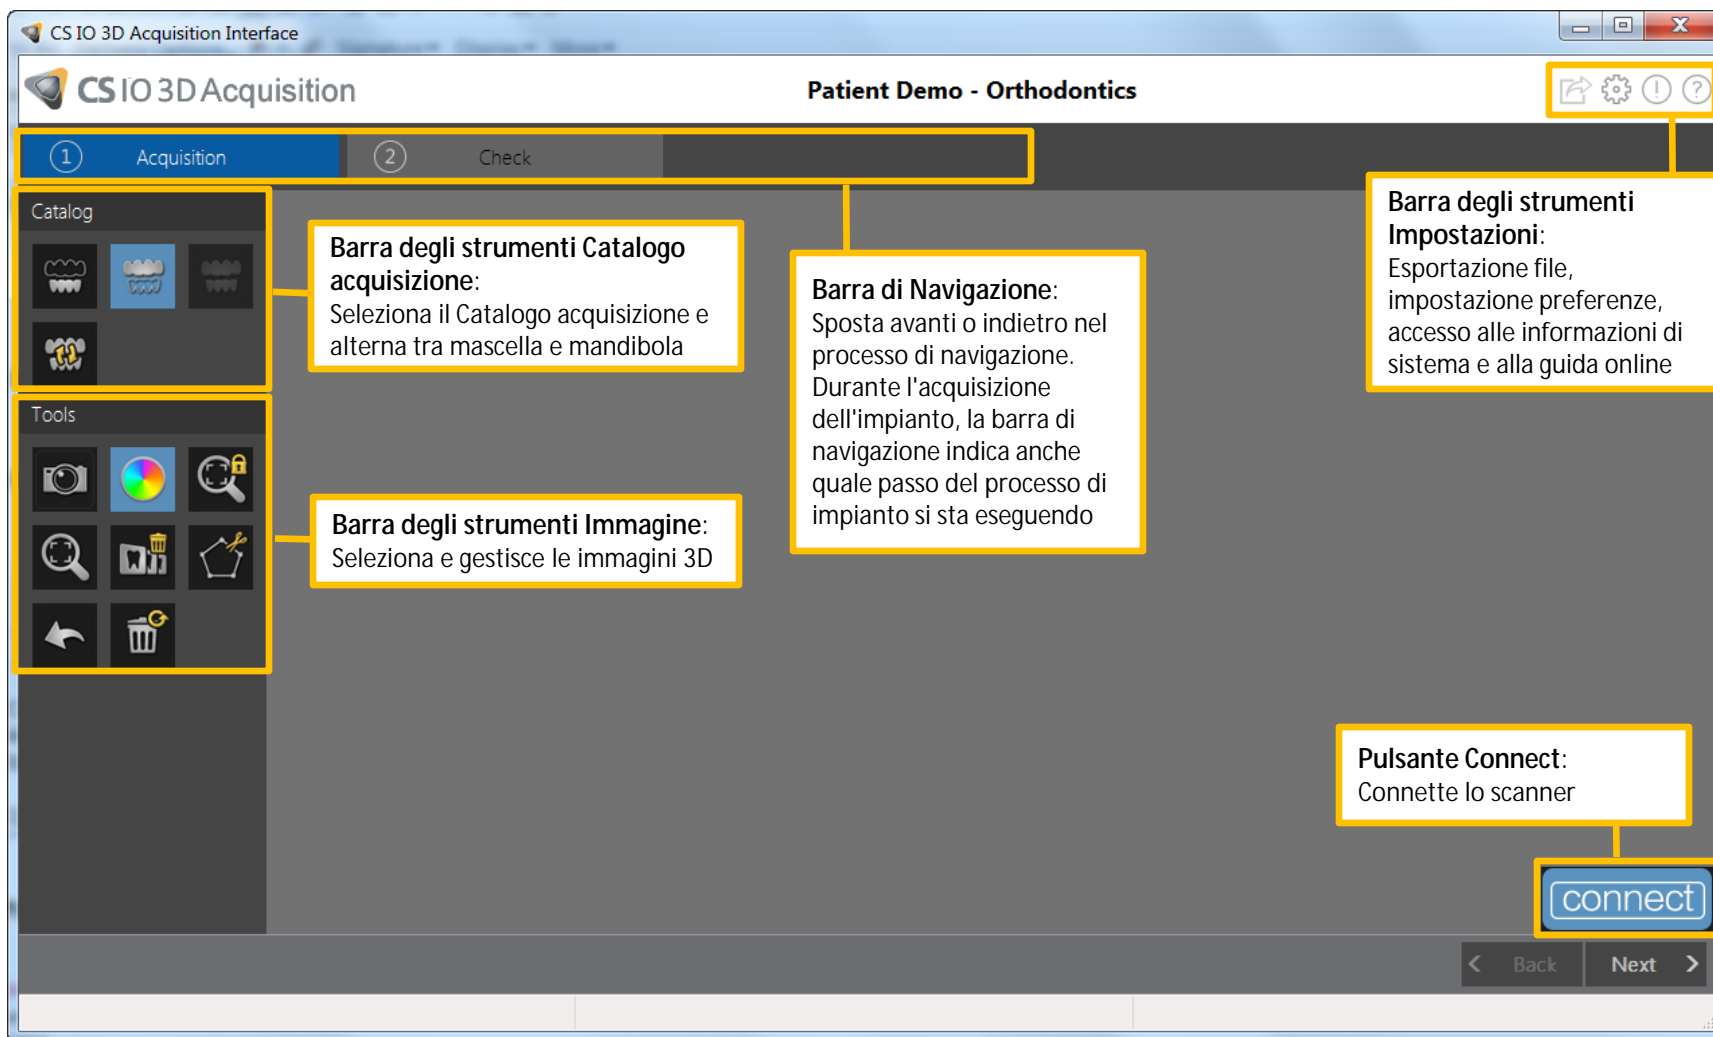 CS IO 3D Acquisition Interface
CS IO 3D Acquisition
Patient Demo - Orthodontics
1 Acquisition
2 Check
Catalog
Barra degli strumenti Catalogo
acquisizione:
Seleziona il Catalogo acquisizione e
alterna tra mascella e mandibola
Barra di Navigazione:
Sposta avanti o indietro nel
processo di navigazione.
Durante l'acquisizione
dell'impianto, la barra di
navigazione indica anche
quale passo del processo di
impianto si sta eseguendo
Barra degli strumenti
Impostazioni:
Esportazione file,
impostazione preferenze,
accesso alle informazioni di
sistema e alla guida online
Tools
Barra degli strumenti Immagine:
Seleziona e gestisce le immagini 3D
Pulsante Connect:
Connette lo scanner
connect
< Back
Next >